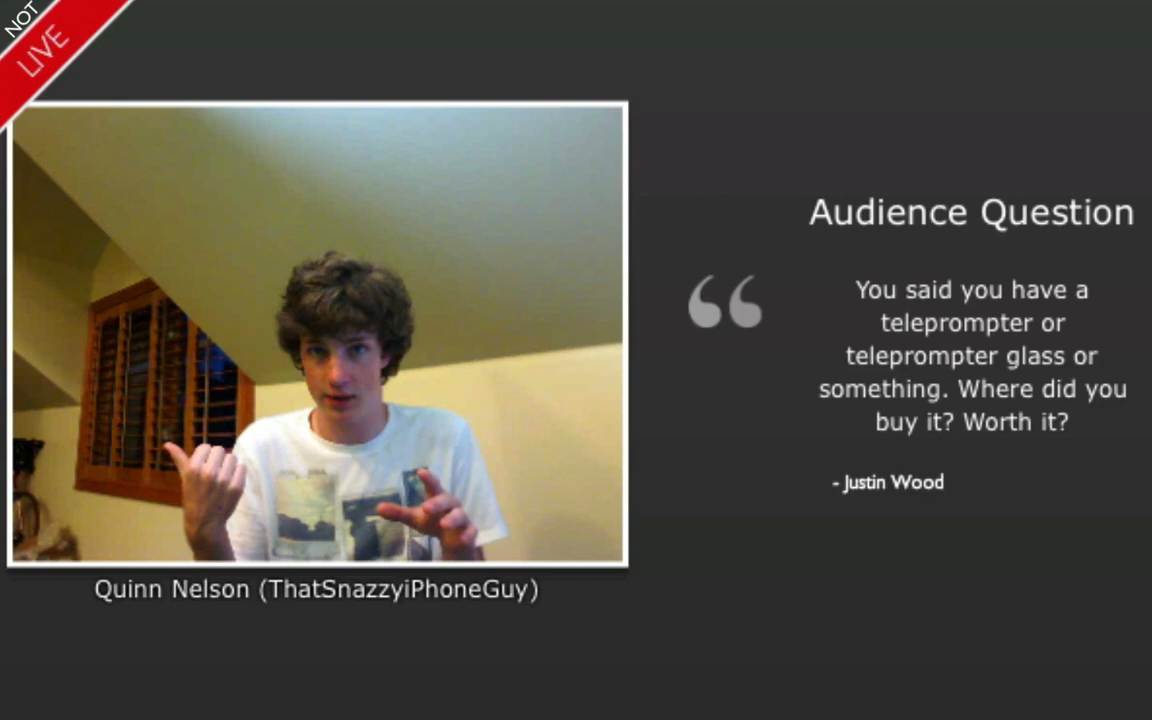 NOT
LIVE
Audience Question
“
You said you have a
teleprompter or
teleprompter glass or
something. Where did you
buy it? Worth it?
- Justin Wood
Quinn Nelson (ThatSnazzyiPhoneGuy)